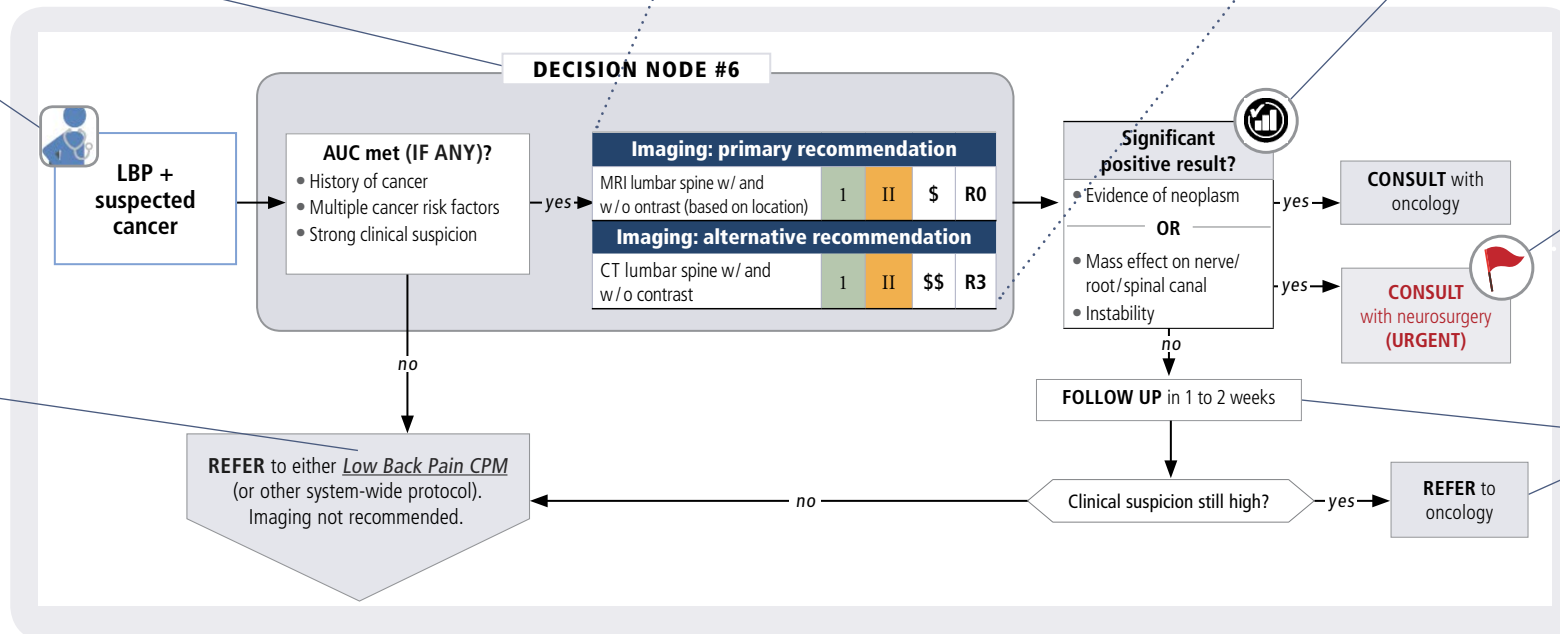 DECISION NODE #6
LBP +
suspected
cancer
AUC met (IF ANY)?
• History of cancer
• Multiple cancer risk factors
• Strong clinical suspicion
yes
no
Imaging: primary recommendation
MRI lumbar spine w/ and
w/o ontrast (based on location)
1 II $ R0
Imaging: alternative recommendation
CT lumbar spine w/ and
w/o contrast
1 II $$ R3
Significant
positive result?
• Evidence of neoplasm
OR
• Mass effect on nerve/
root/spinal canal
• Instability
yes
CONSULT with
oncology
yes
CONSULT
with neurosurgery
(URGENT)
no
FOLLOW UP in 1 to 2 weeks
Clinical suspicion still high?
yes
REFER to
oncology
no
REFER to either Low Back Pain CPM
(or other system-wide protocol).
Imaging not recommended.